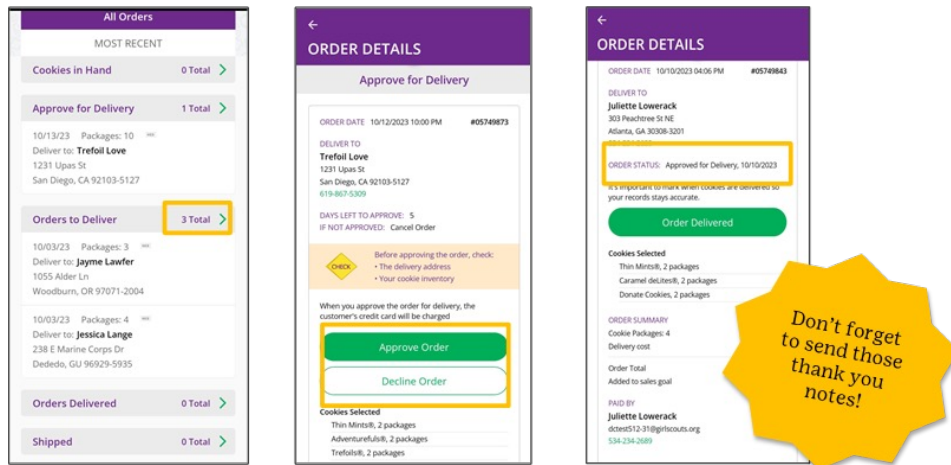 All Orders
MOST RECENT
Cookies in Hand 0 Total
Approve for Delivery 1 Total
10/13/23 Packages: 10
Deliver to: Trefoil Love
1231 Upas St
San Diego, CA 92103-5127
Orders to Deliver 3 Total
10/03/23 Packages: 3
Deliver to: Jayme Lawfer
1055 Alder Ln
Woodburn, OR 97071-2004
10/03/23 Packages: 4
Deliver to: Jessica Lange
238 E Marine Corps Dr
Dededo, GU 96929-5935
Orders Delivered 0 Total
Shipped 0 Total
ORDER DETAILS
Approve for Delivery
ORDER DATE 10/12/2023 10:00 PM #05749873
DELIVER TO
Trefoil Love
1231 Upas St
San Diego, CA 92103-5127
619-867-5309
DAYS LEFT TO APPROVE: 5
IF NOT APPROVED: Cancel Order
CHECK
Before approving the order, check:
• The delivery address
• Your cookie inventory
When you approve the order for delivery, the
customer's credit card will be charged
Approve Order
Decline Order
Cookies Selected
Thin Mints®, 2 packages
Adventurefuls®, 2 packages
Trefoils®, 2 packages
ORDER DETAILS
ORDER DATE 10/10/2023 04:06 PM #05749843
DELIVER TO
Juliette Lowerack
303 Peachtree St NE
Atlanta, GA 30308-3201
ORDER STATUS: Approved for Delivery, 10/10/2023
It's important to mark when cookies are delivered so
your records stays accurate.
Order Delivered
Cookies Selected
Thin Mints®, 2 packages
Caramel deLites®, 2 packages
Donate Cookies, 2 packages
ORDER SUMMARY
Cookie Packages: 4
Delivery cost
Order Total
Added to sales goal
PAID BY
Juliette Lowerack
dctest512-31@girlscouts.org
534-234-2689
Don't forget
to send those
thank you
notes!